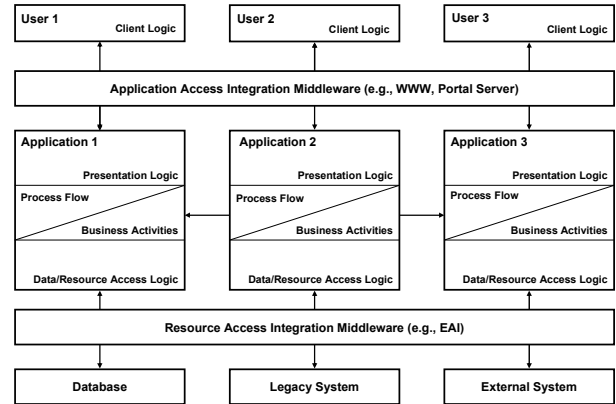 User 1
Client Logic
User 2
Client Logic
User 3
Client Logic
Application Access Integration Middleware (e.g., WWW, Portal Server)
Application 1
Presentation Logic
Process Flow
Business Activities
Data/Resource Access Logic
Application 2
Presentation Logic
Process Flow
Business Activities
Data/Resource Access Logic
Application 3
Presentation Logic
Process Flow
Business Activities
Data/Resource Access Logic
Resource Access Integration Middleware (e.g., EAI)
Database
Legacy System
External System